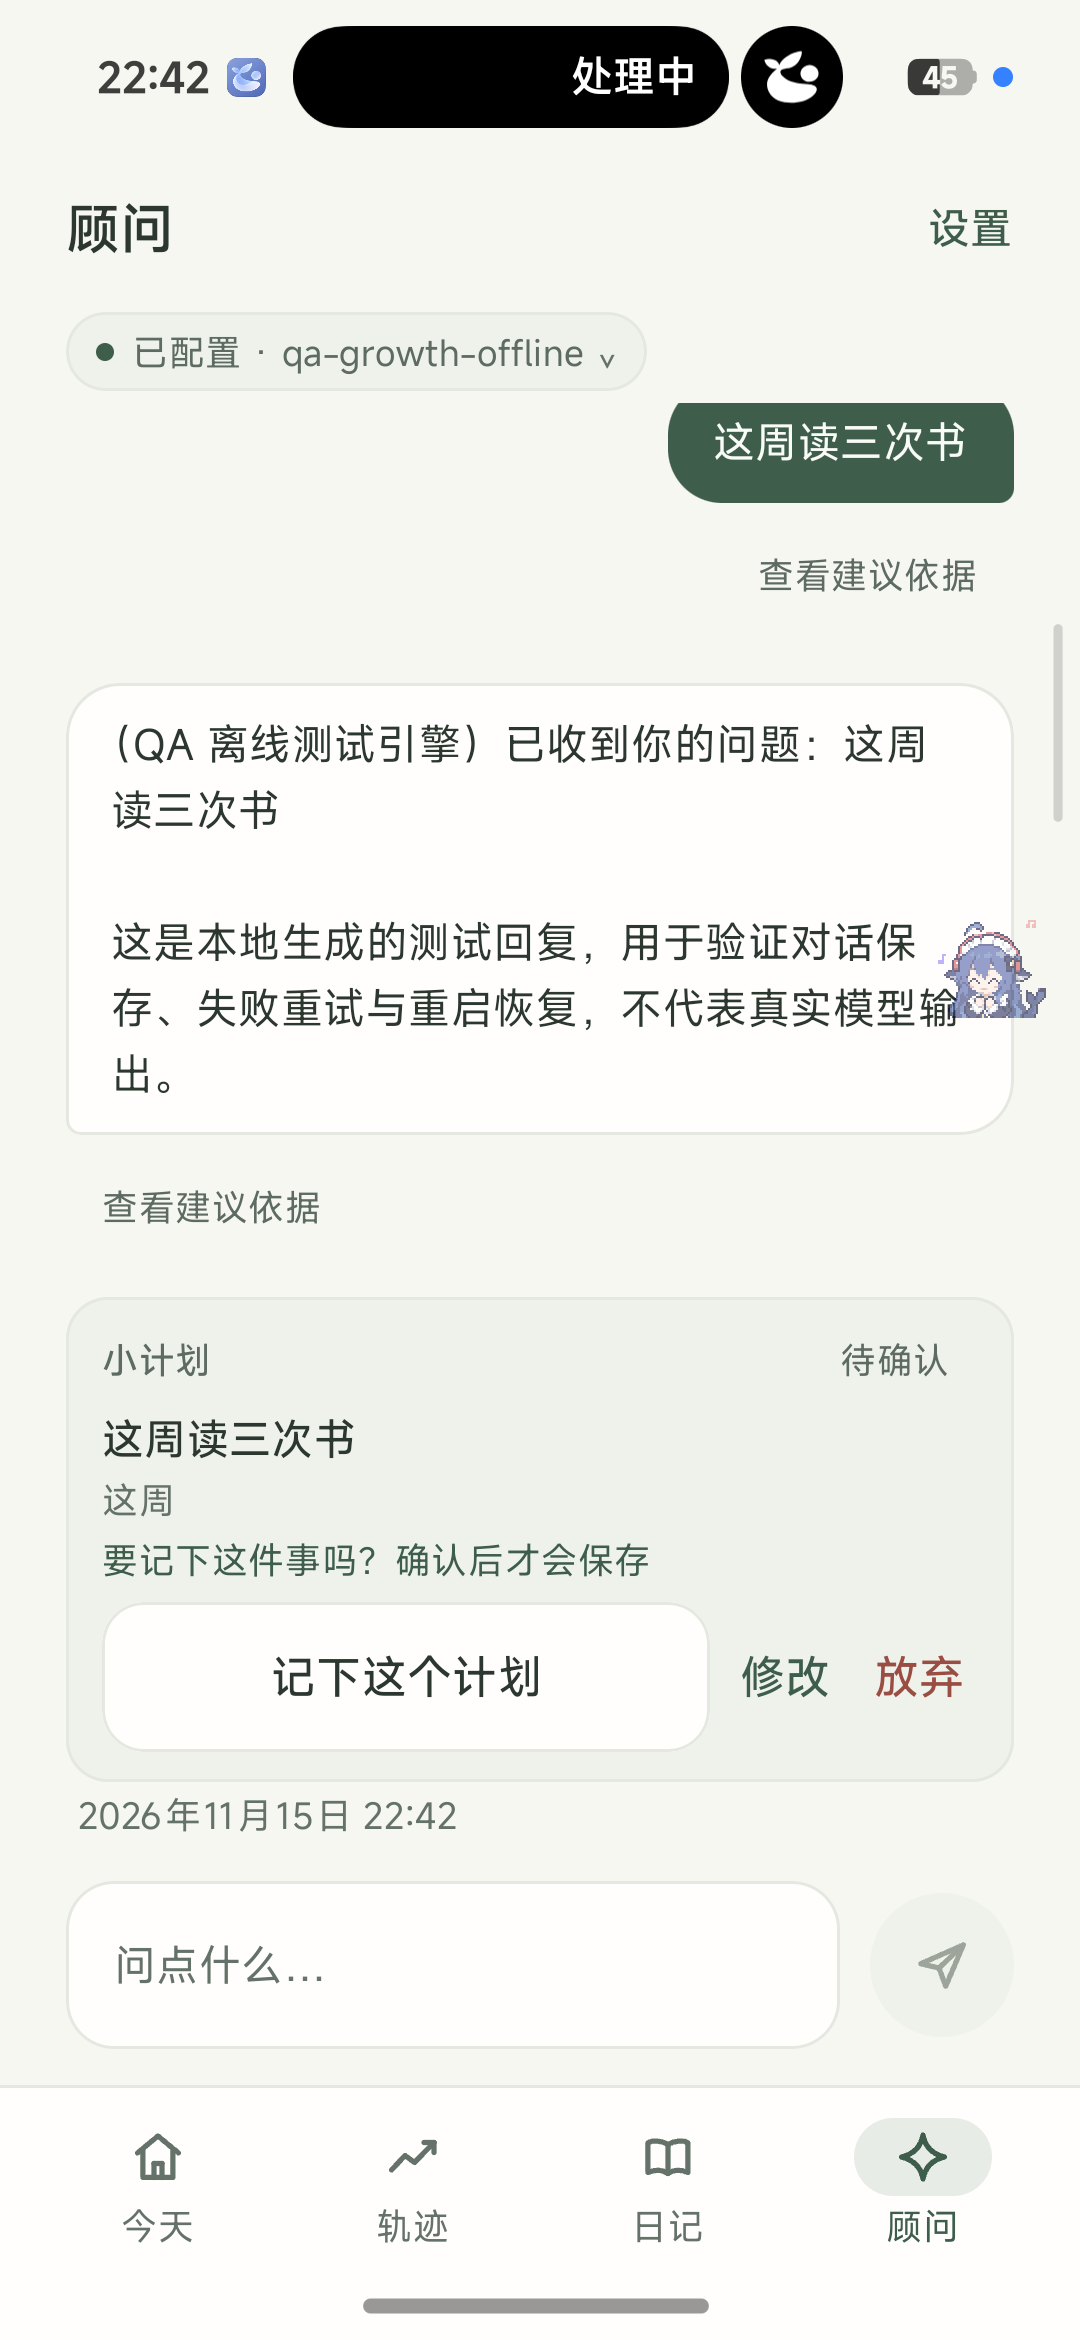 22:42
处理中
45
顾问
设置
已配置 · qa-growth-offline
这周读三次书
查看建议依据
（QA 离线测试引擎）已收到你的问题：这周
读三次书
这是本地生成的测试回复，用于验证对话保
存、失败重试与重启恢复，不代表真实模型输
出。
查看建议依据
小计划
待确认
这周读三次书
这周
要记下这件事吗？确认后才会保存
记下这个计划
修改
放弃
2026年11月15日 22:42
问点什么...
今天
轨迹
日记
顾问